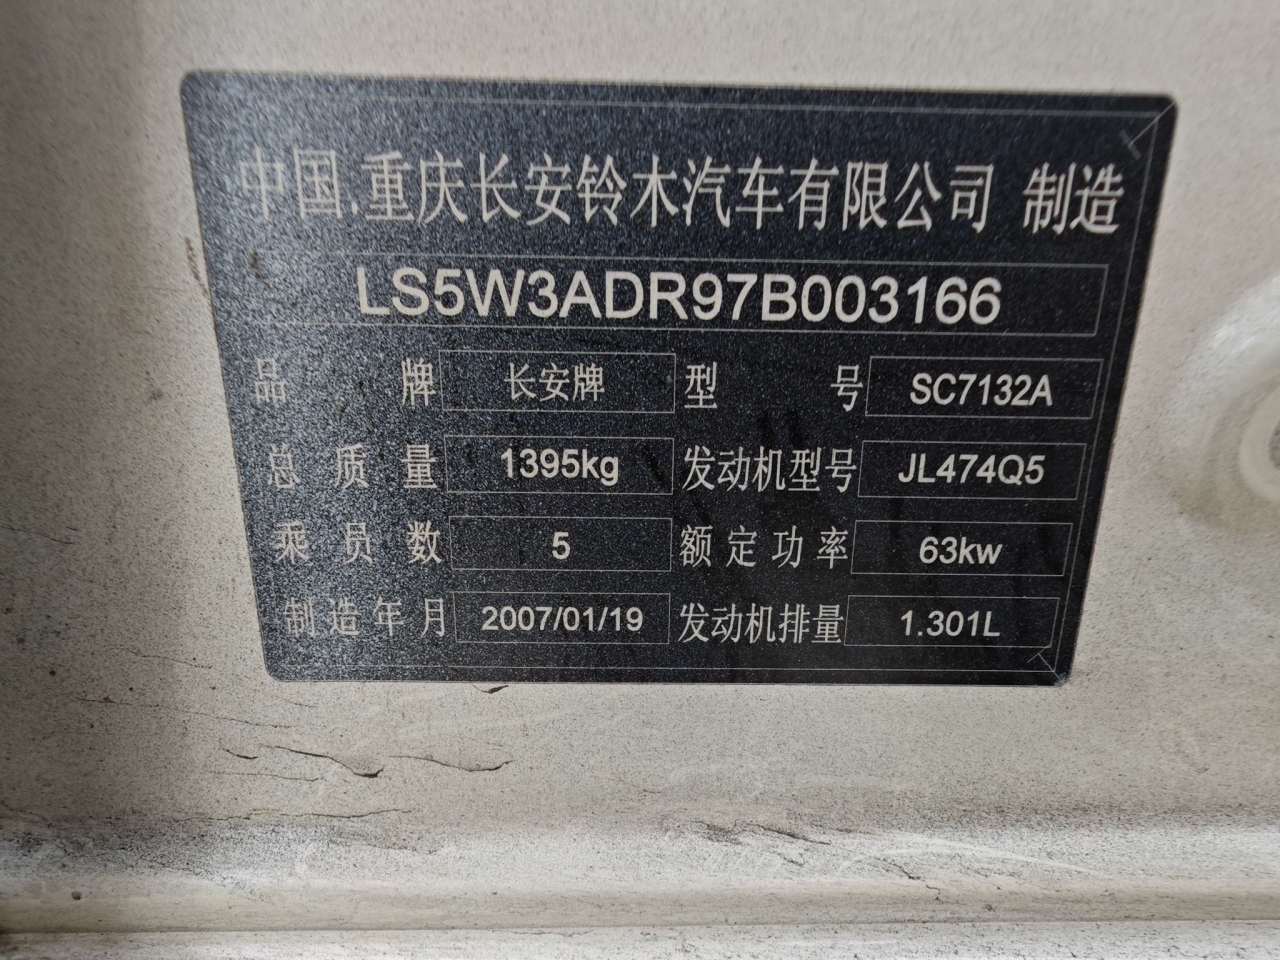 中国.重庆长安铃木汽车有限公司 制造
LS5W3ADR97B003166
品牌 长安牌 型号 SC7132A
总质量 1395kg 发动机型号 JL474Q5
乘员数 5 额定功率 63kw
制造年月 2007/01/19 发动机排量 1.301L